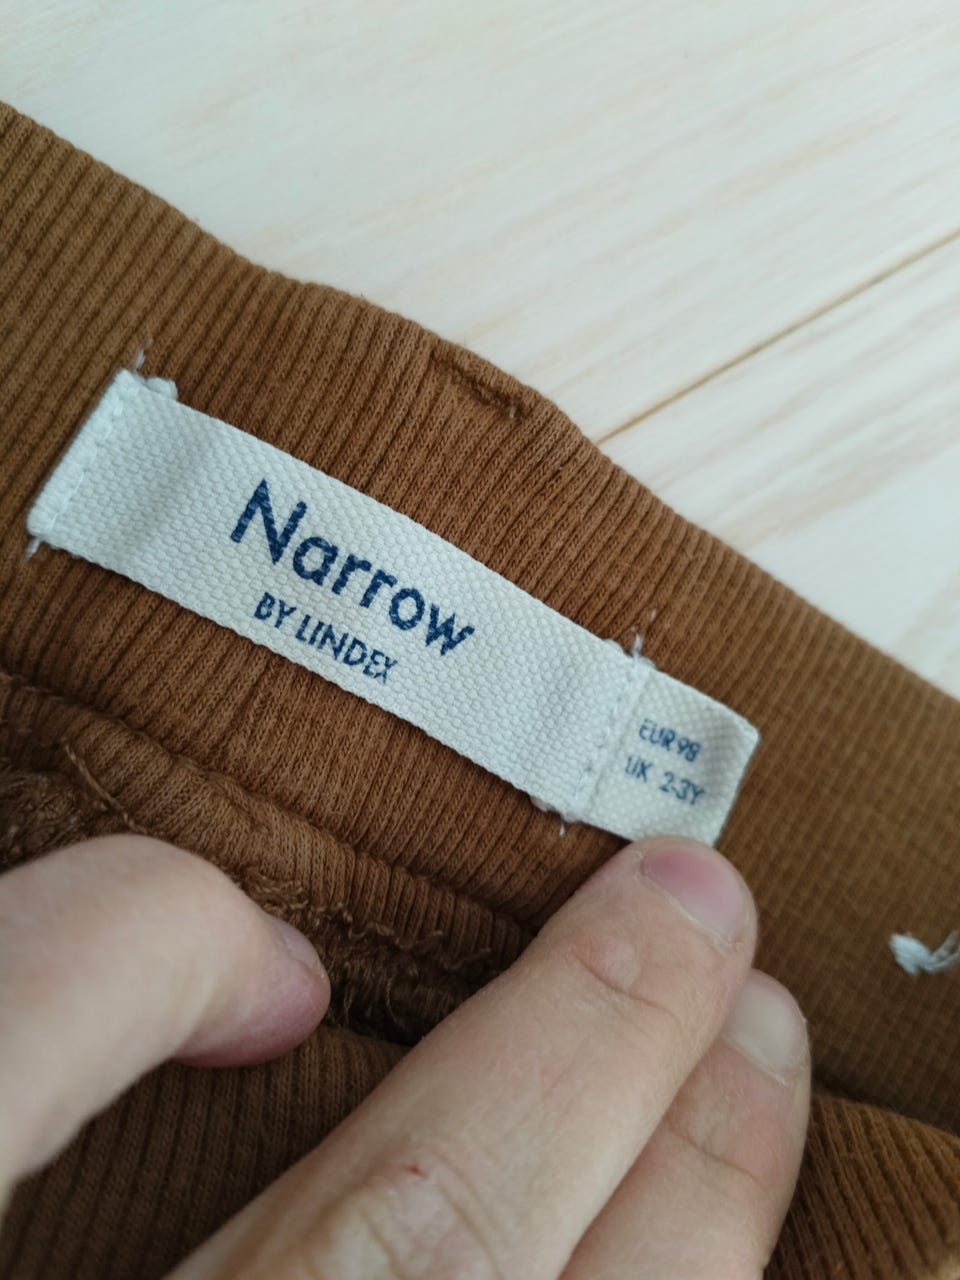 Narrow
BY LINDEX
EUR 98
UK 2-3Y